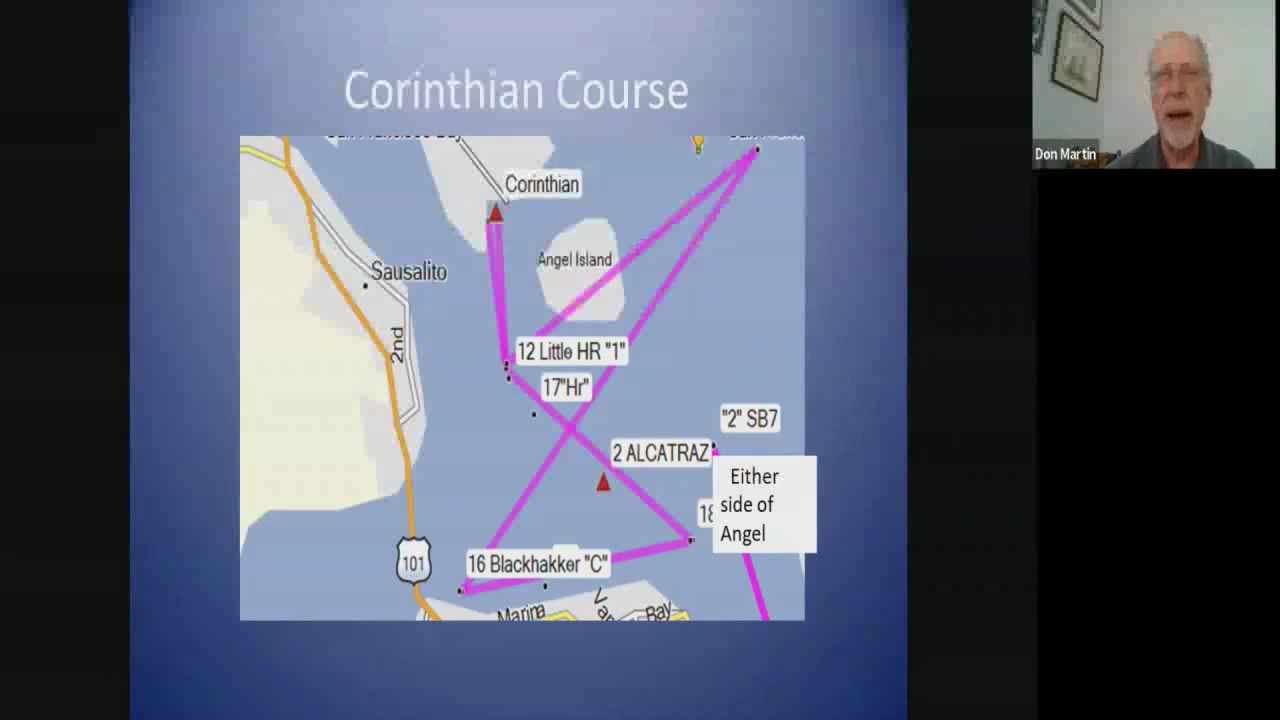 Corinthian Course
Don Martin
Corinthian
Angel Island
Sausalito
2nd
12 Little HR "1"
17"Hr"
"2" SB7
2 ALCATRAZ
Either
side of
Angel
18
101
16 Blackhakker "C"
Marina
Van
Bay